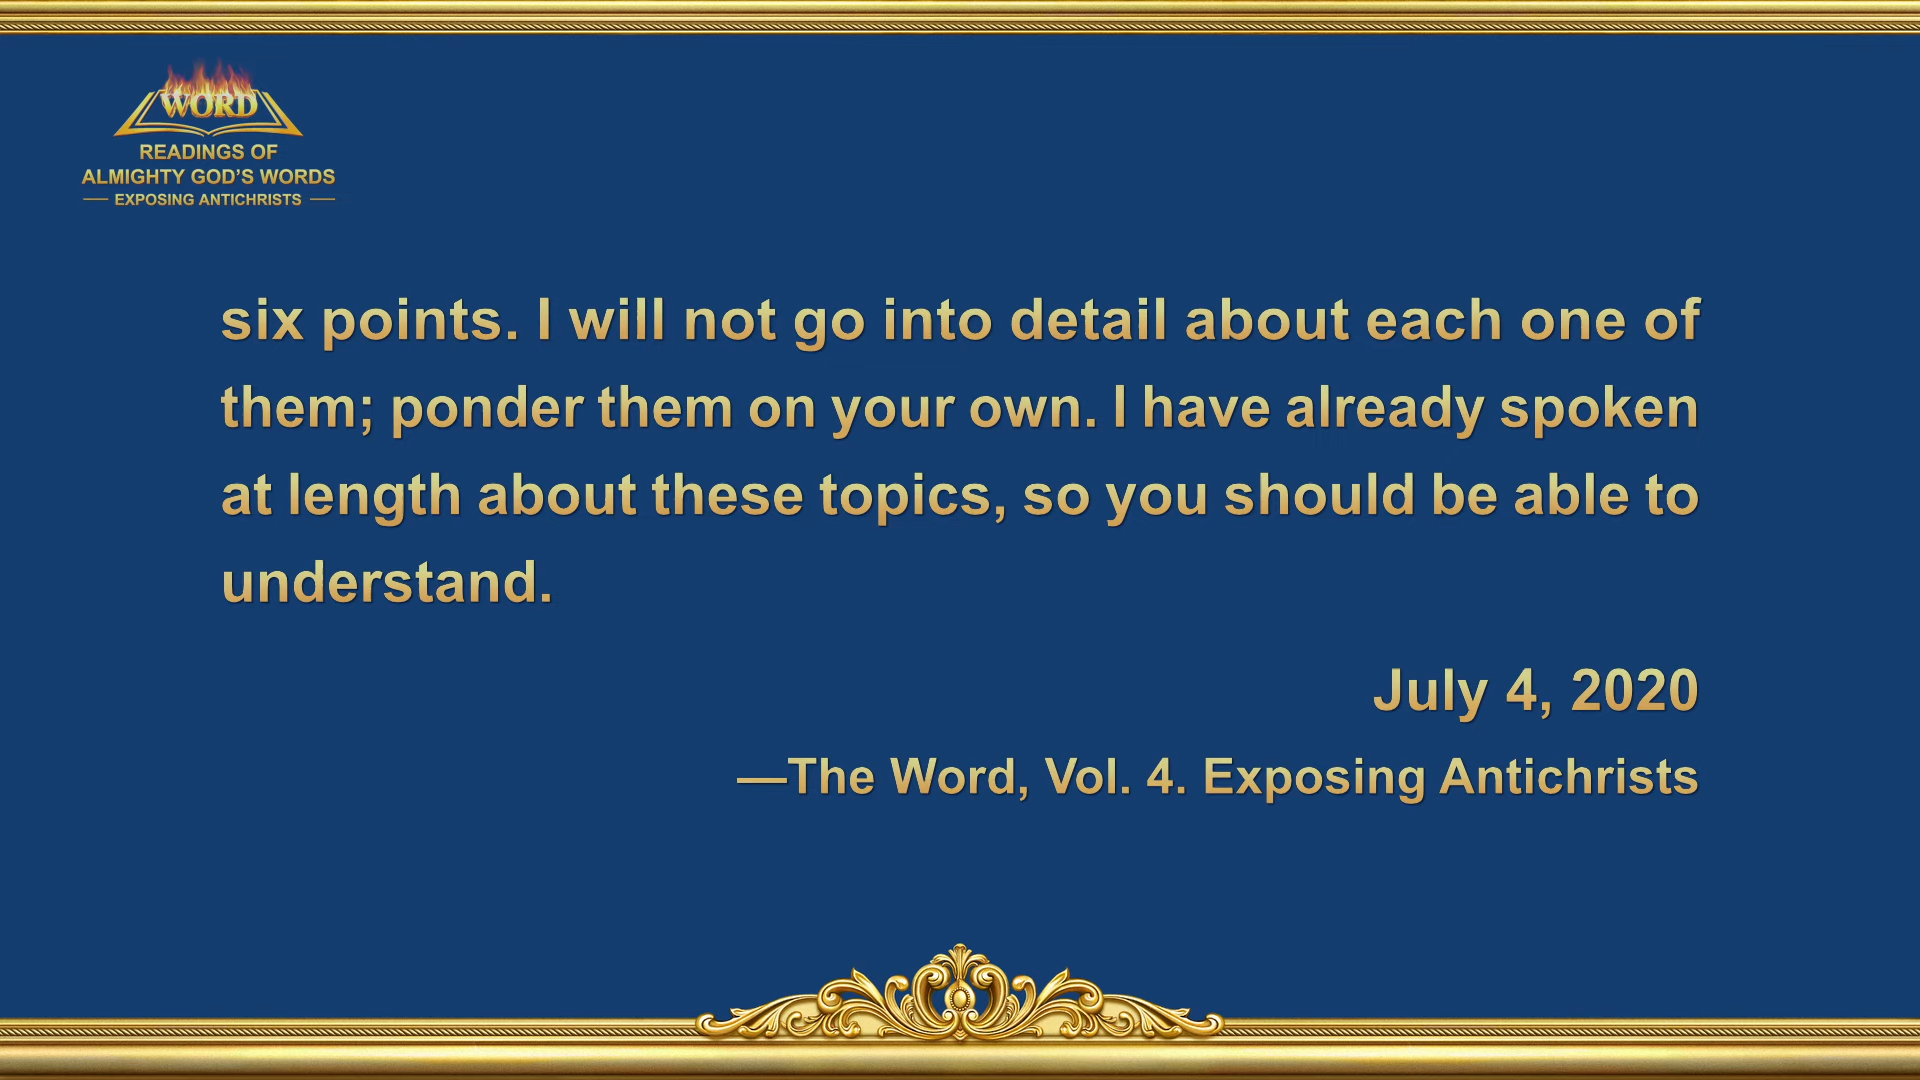 WORD
READINGS OF
ALMIGHTY GOD'S WORDS
EXPOSING ANTICHRISTS
six points. I will not go into detail about each one of
them; ponder them on your own. I have already spoken
at length about these topics, so you should be able to
understand.
July 4, 2020
—The Word, Vol. 4. Exposing Antichrists